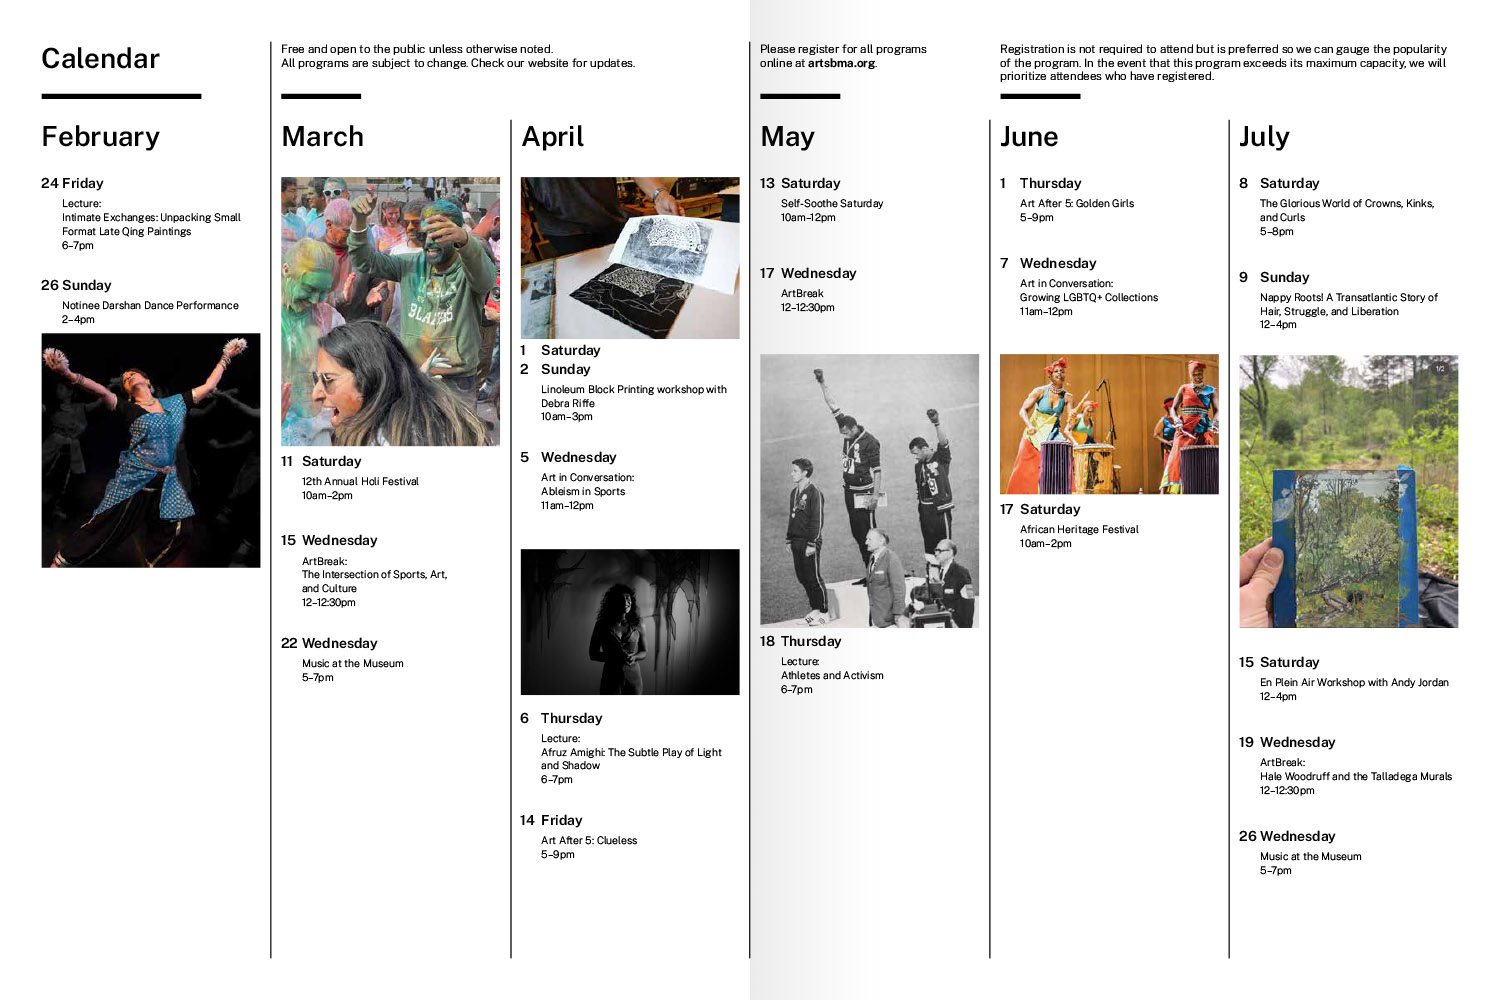 Calendar
Free and open to the public unless otherwise noted.
All programs are subject to change. Check our website for updates.
Please register for all programs
online at artsbma.org.
Registration is not required to attend but is preferred so we can gauge the popularity
of the program. In the event that this program exceeds its maximum capacity, we will
prioritize attendees who have registered.
February
24 Friday
Lecture:
Intimate Exchanges: Unpacking Small
Format Late Qing Paintings
6–7pm
26 Sunday
Notinee Darshan Dance Performance
2–4pm
March
11 Saturday
12th Annual Holi Festival
10am–2pm
15 Wednesday
ArtBreak:
The Intersection of Sports, Art,
and Culture
12–12:30pm
22 Wednesday
Music at the Museum
5–7pm
April
1 Saturday
2 Sunday
Linoleum Block Printing workshop with
Debra Riffe
10am–3pm
5 Wednesday
Art in Conversation:
Ableism in Sports
11am–12pm
6 Thursday
Lecture:
Afruz Amighi: The Subtle Play of Light
and Shadow
6–7pm
14 Friday
Art After 5: Clueless
5–9pm
May
13 Saturday
Self-Soothe Saturday
10am–12pm
17 Wednesday
ArtBreak
12–12:30pm
18 Thursday
Lecture:
Athletes and Activism
6–7pm
June
1 Thursday
Art After 5: Golden Girls
5–9pm
7 Wednesday
Art in Conversation:
Growing LGBTQ+ Collections
11am–12pm
17 Saturday
African Heritage Festival
10am–2pm
July
8 Saturday
The Glorious World of Crowns, Kinks,
and Curls
5–8pm
9 Sunday
Nappy Roots! A Transatlantic Story of
Hair, Struggle, and Liberation
12–4pm
1/2
15 Saturday
En Plein Air Workshop with Andy Jordan
12–4pm
19 Wednesday
ArtBreak:
Hale Woodruff and the Talladega Murals
12–12:30pm
26 Wednesday
Music at the Museum
5–7pm